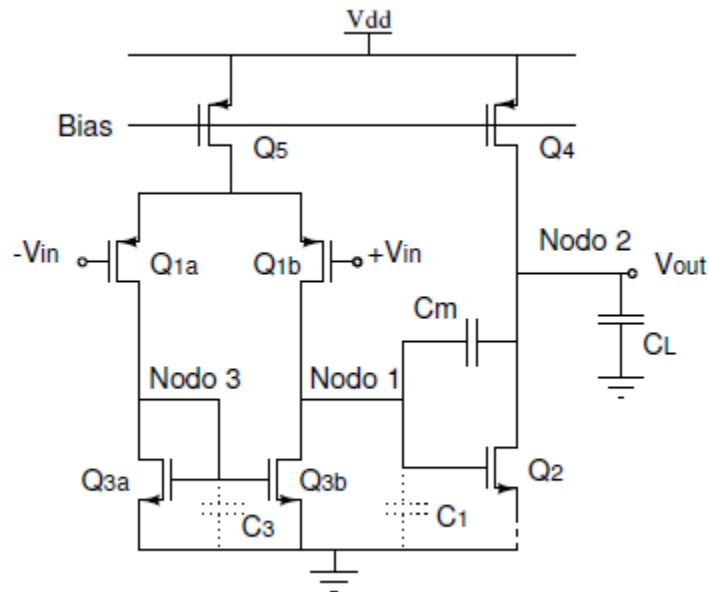 Vdd
Bias
Q5
Q4
-Vin
Q1a
Q1b
+Vin
Nodo 2
Vout
Cm
CL
Nodo 3
Nodo 1
Q3a
Q3b
Q2
C3
C1